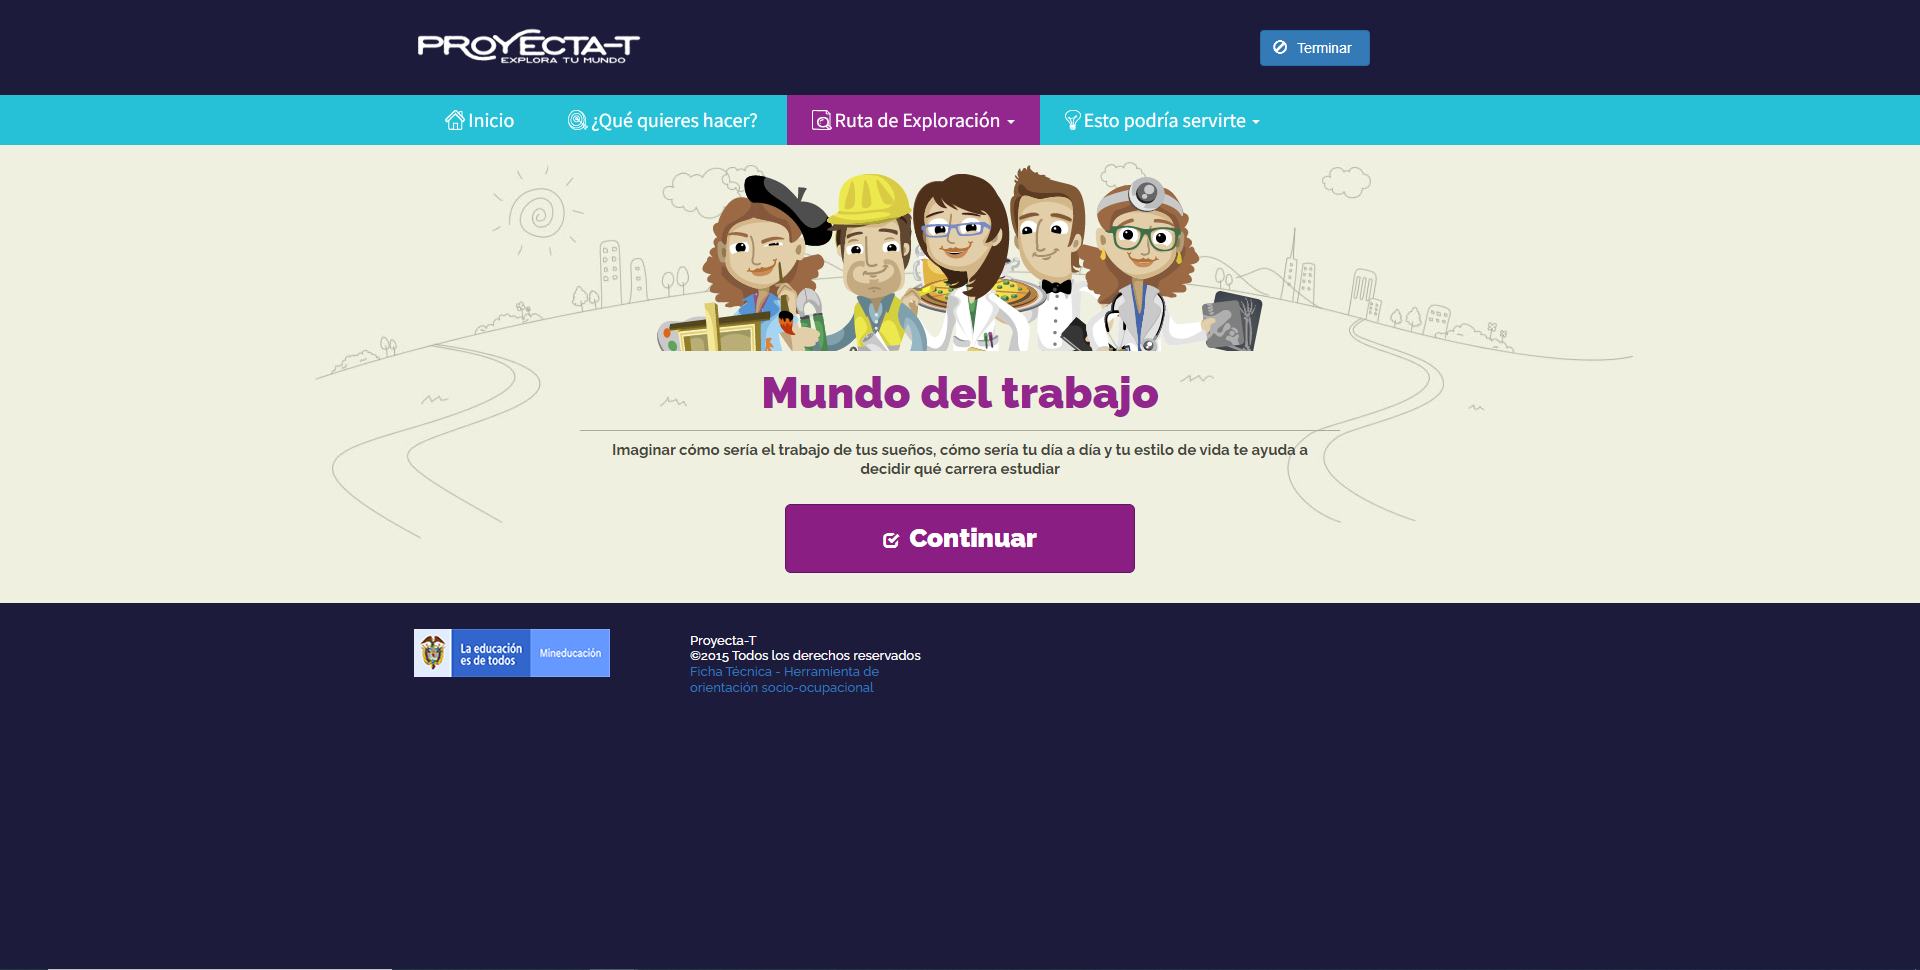 PROYECTA-T
EXPLORA TU MUNDO
Terminar
Inicio
¿Qué quieres hacer?
Ruta de Exploración
Esto podría servirte
Mundo del trabajo
Imaginar cómo sería el trabajo de tus sueños, cómo sería tu día a día y tu estilo de vida te ayuda a
decidir qué carrera estudiar
Continuar
La educación
es de todos
Mineducación
Proyecta-T
©2015 Todos los derechos reservados
Ficha Técnica - Herramienta de
orientación socio-ocupacional